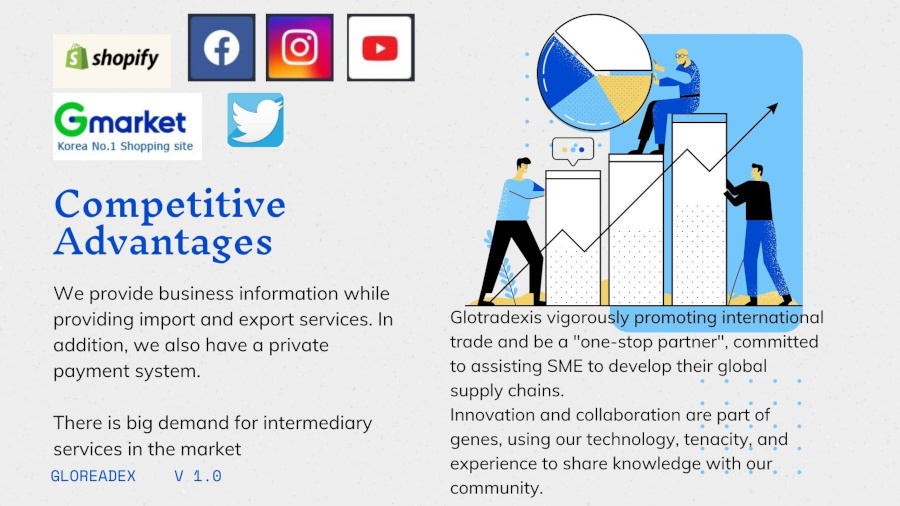 shopify
Gmarket
Korea No.1 Shopping site
Competitive
Advantages
We provide business information while
providing import and export services. In
addition, we also have a private
payment system.
There is big demand for intermediary
services in the market
GLOREADEX V 1.0
Glotradexis vigorously promoting international
trade and be a "one-stop partner", committed
to assisting SME to develop their global
supply chains.
Innovation and collaboration are part of
genes, using our technology, tenacity, and
experience to share knowledge with our
community.